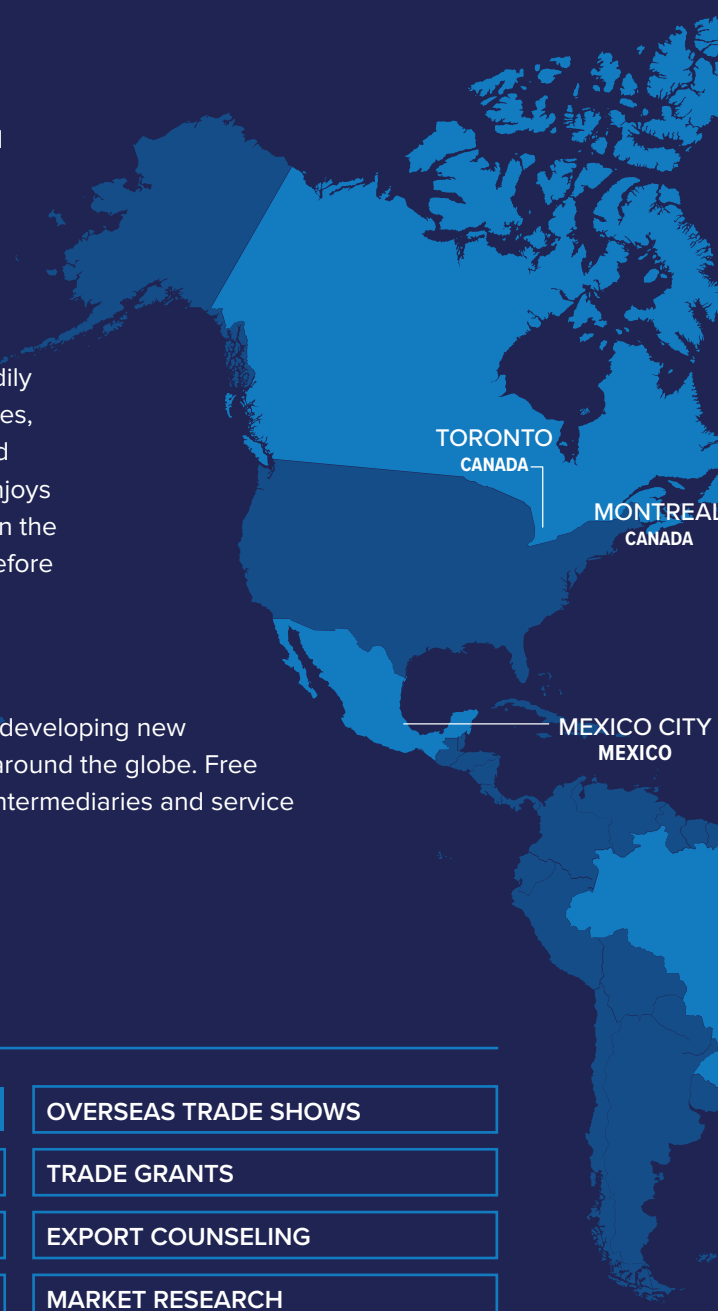 dily
es,
d
njoys
n the
efore
TORONTO
CANADA
MONTREAL
CANADA
developing new
around the globe. Free
ntermediaries and service
MEXICO CITY
MEXICO
OVERSEAS TRADE SHOWS
TRADE GRANTS
EXPORT COUNSELING
MARKET RESEARCH